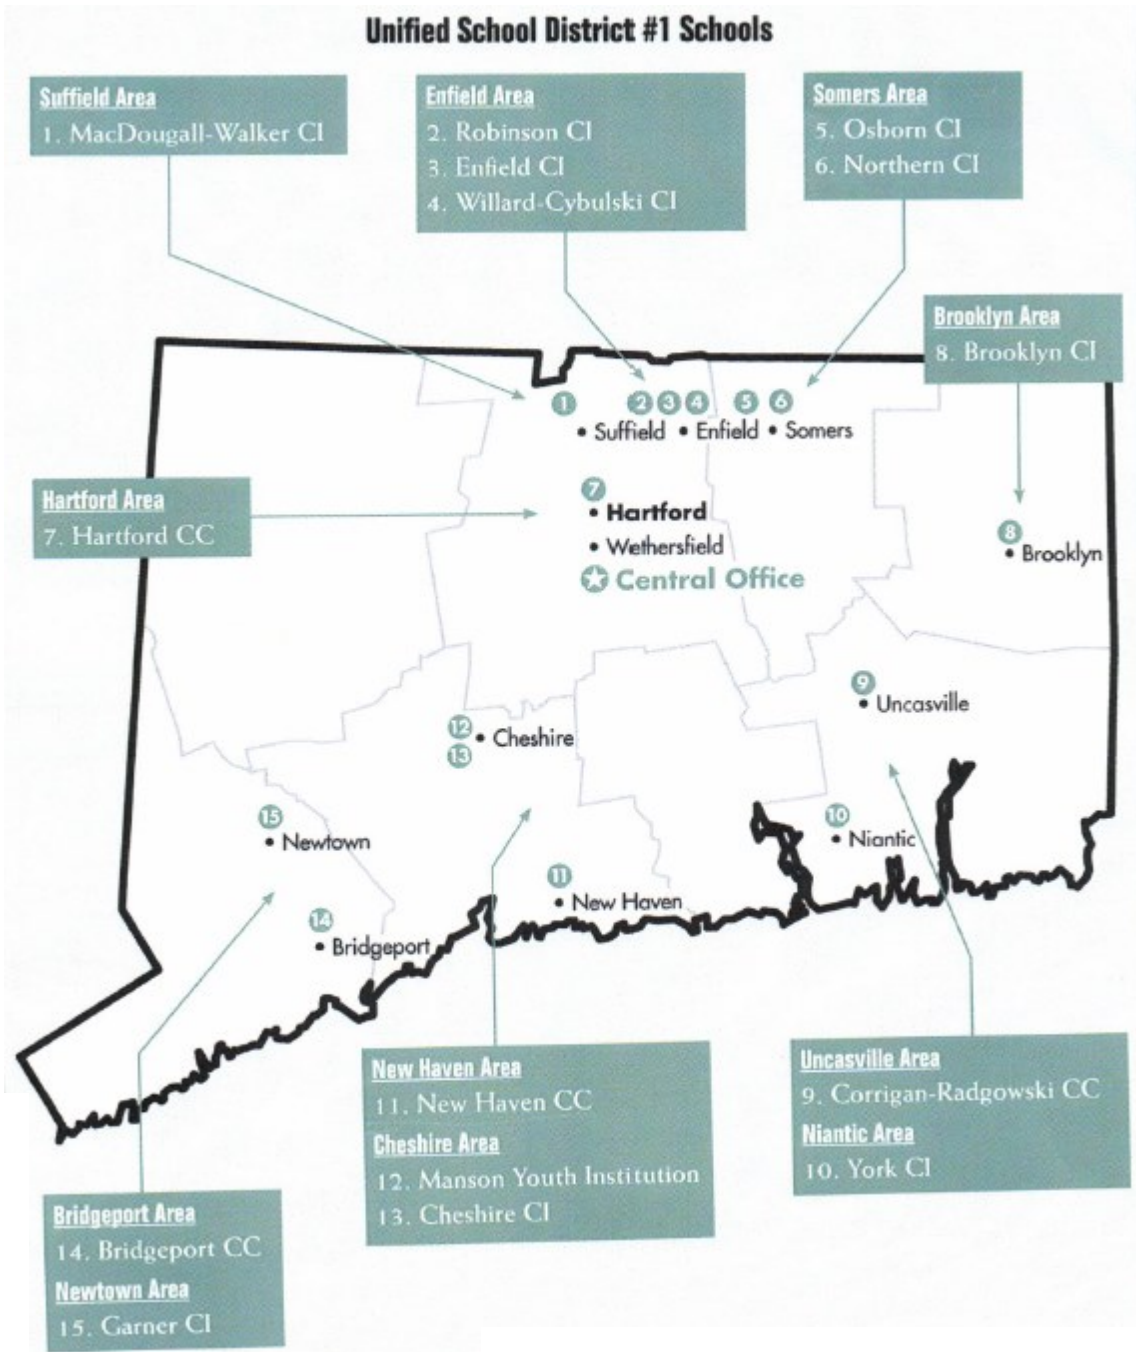 Unified School District #1 Schools
Suffield Area
1. MacDougall-Walker CI
Enfield Area
2. Robinson CI
3. Enfield CI
4. Willard-Cybulski CI
Somers Area
5. Osborn CI
6. Northern CI
Brooklyn Area
8. Brooklyn CI
1
2
3
4
5
6
Suffield
Enfield
Somers
Hartford Area
7. Hartford CC
7
Hartford
Wethersfield
Central Office
8
Brooklyn
9
Uncasville
12
13
Cheshire
15
Newtown
10
Niantic
11
New Haven
14
Bridgeport
New Haven Area
11. New Haven CC
Cheshire Area
12. Manson Youth Institution
13. Cheshire CI
Uncasville Area
9. Corrigan-Radgowski CC
Niantic Area
10. York CI
Bridgeport Area
14. Bridgeport CC
Newtown Area
15. Garner CI